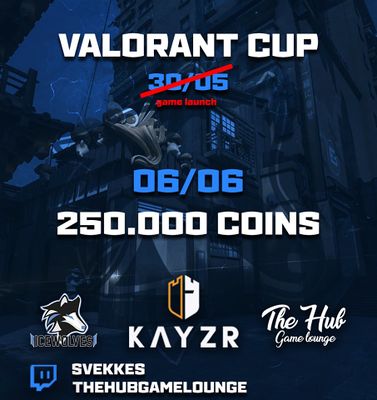 VALORANT CUP
30/05
game launch
06/06
250.000 COINS
ICEWOLVES
KAYZR
The Hub
Game lounge
SVEKKES
THEHUBGAMELOUNGE